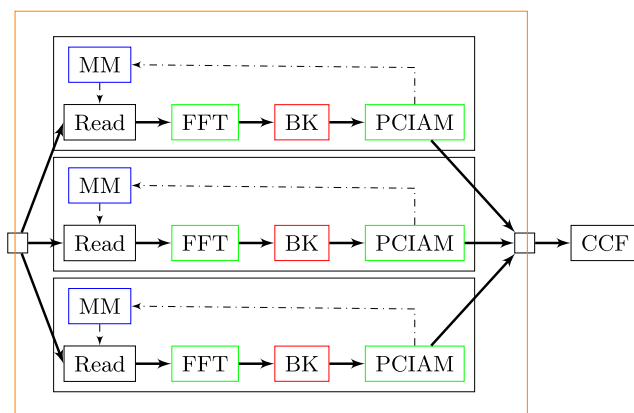 MM
Read FFT BK PCIAM
MM
Read FFT BK PCIAM CCF
MM
Read FFT BK PCIAM